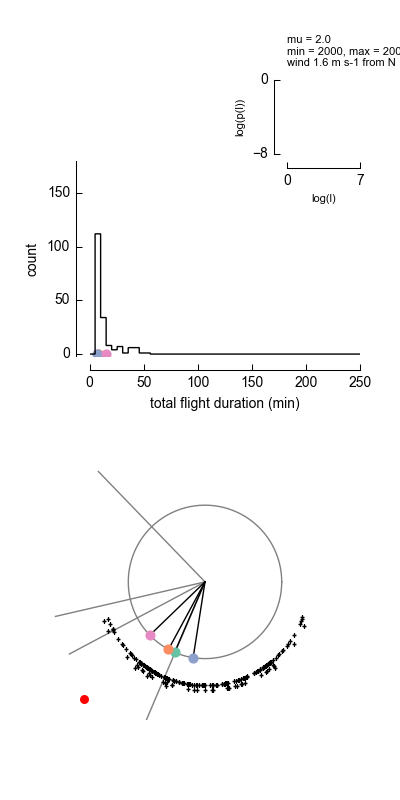 mu = 2.0
min = 2000, max = 200
wind 1.6 m s-1 from N
0
log(p(l))
−8
0 7
log(l)
150
100
50
0
count
0 50 100 150 200 250
total flight duration (min)